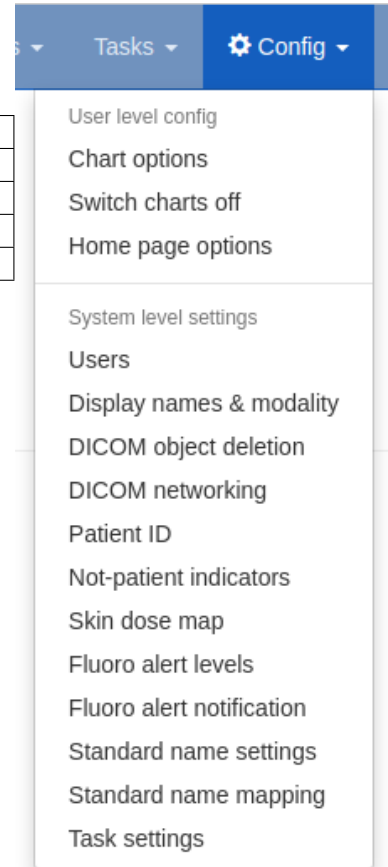 Tasks
Config
User level config
Chart options
Switch charts off
Home page options
System level settings
Users
Display names & modality
DICOM object deletion
DICOM networking
Patient ID
Not-patient indicators
Skin dose map
Fluoro alert levels
Fluoro alert notification
Standard name settings
Standard name mapping
Task settings